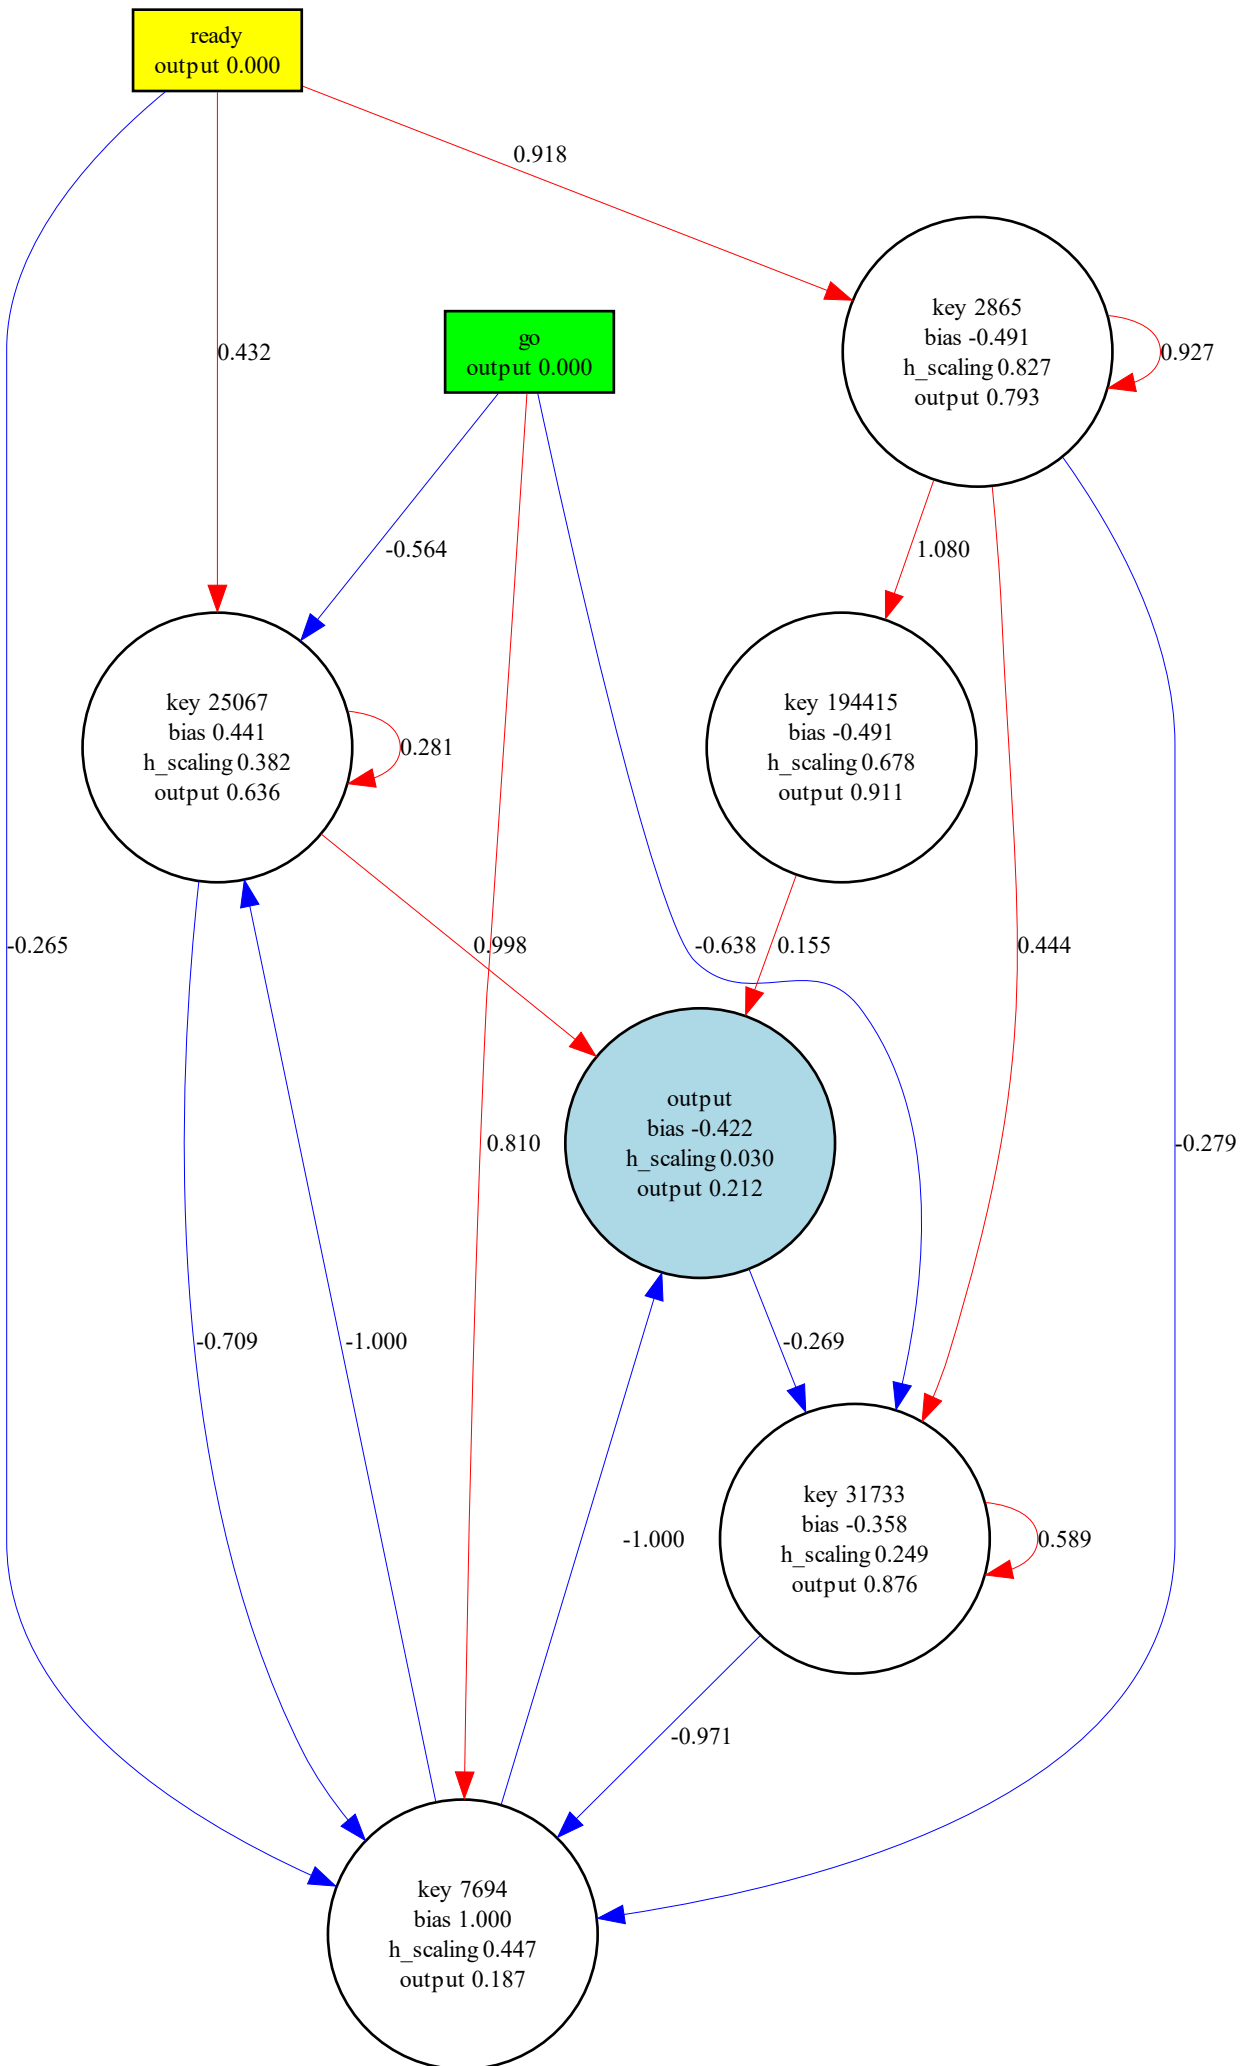 ready
output 0.000
0.918
key 2865
bias -0.491
h_scaling 0.827
output 0.793
0.927
go
output 0.000
0.432
-0.564
1.080
key 25067
bias 0.441
h_scaling 0.382
output 0.636
0.281
key 194415
bias -0.491
h_scaling 0.678
output 0.911
-0.265
0.998
-0.638
0.155
0.444
output
bias -0.422
h_scaling 0.030
output 0.212
0.810
-0.279
-0.709
-1.000
-0.269
-1.000
key 31733
bias -0.358
h_scaling 0.249
output 0.876
0.589
-0.971
key 7694
bias 1.000
h_scaling 0.447
output 0.187